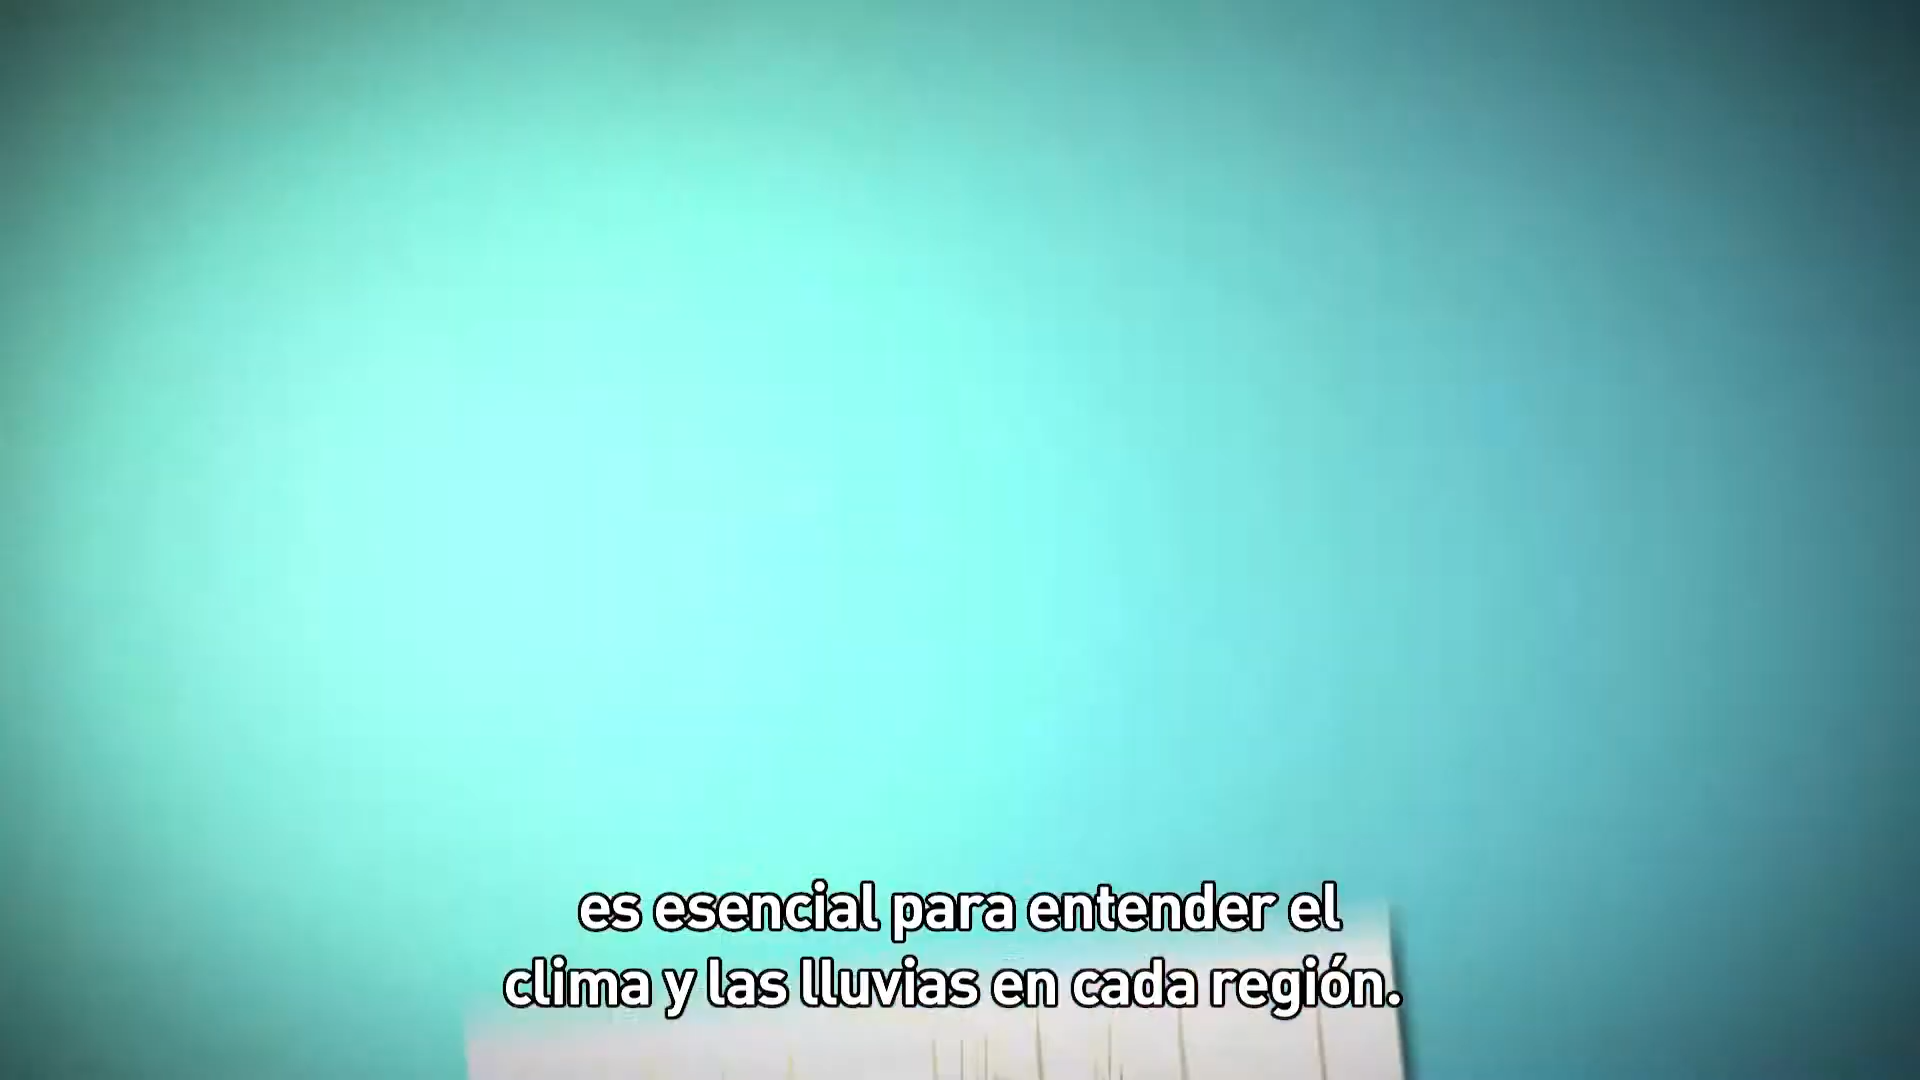 es esencial para entender el
clima y las lluvias en cada región.